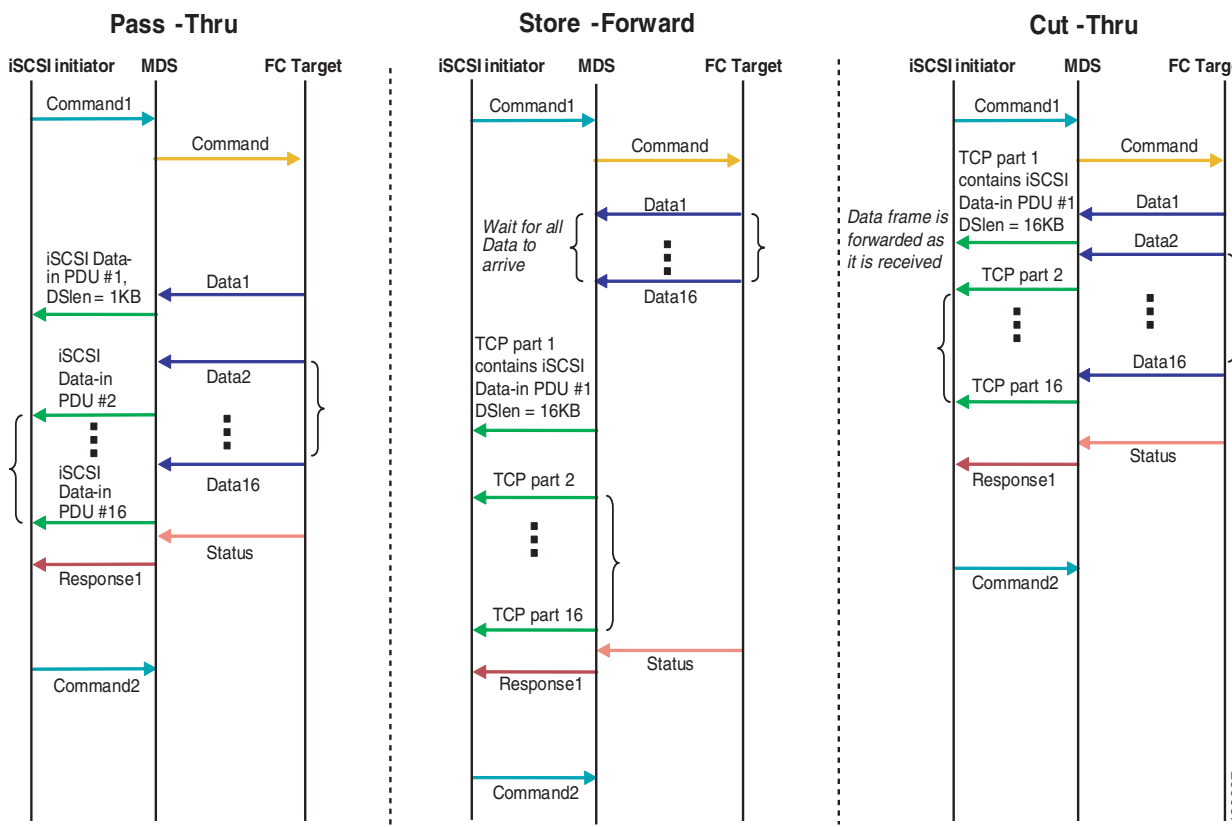 Pass -Thru
iSCSI initiator
MDS
FC Target
Command1
Command
iSCSI Data-
in PDU #1,
DSlen = 1KB
Data1
iSCSI
Data-in
PDU #2
Data2
iSCSI
Data-in
PDU #16
Data16
Status
Response1
Command2
Store -Forward
iSCSI initiator
MDS
FC Target
Command1
Command
Data1
Wait for all
Data to
arrive
Data16
TCP part 1
contains iSCSI
Data-in PDU #1
DSlen = 16KB
TCP part 2
TCP part 16
Status
Response1
Command2
Cut -Thru
iSCSI initiator
MDS
FC Targe
Command1
Command
TCP part 1
contains iSCSI
Data-in PDU #1
DSlen = 16KB
Data1
Data frame is
forwarded as
it is received
Data2
TCP part 2
Data16
TCP part 16
Status
Response1
Command2